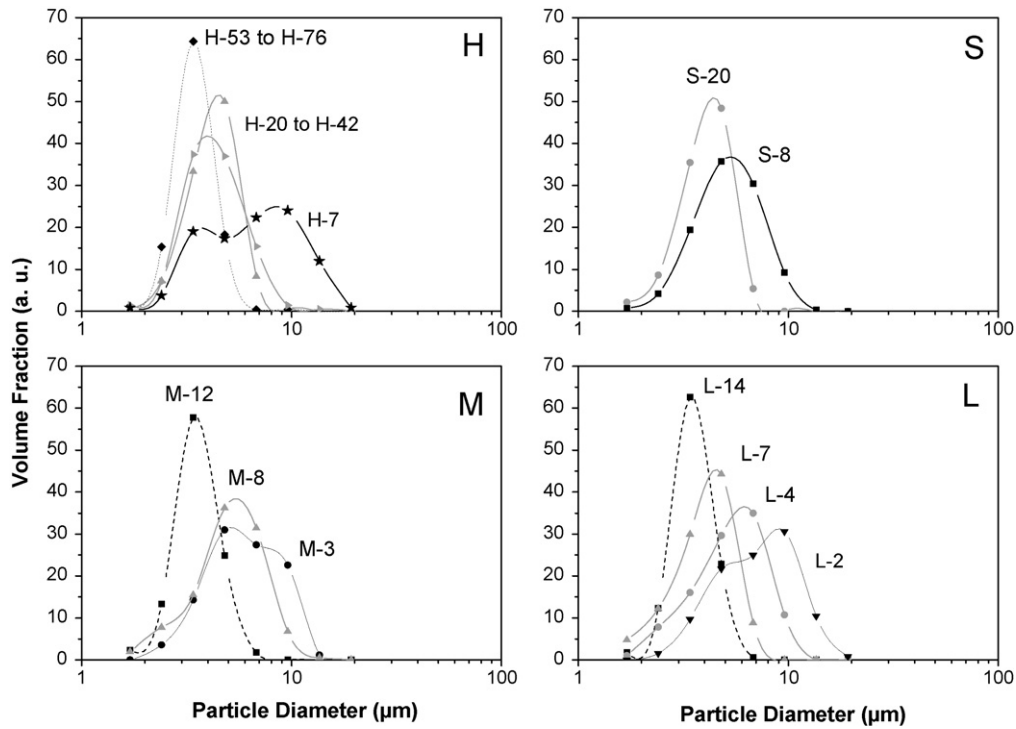 Volume Fraction (a. u.)
70
60
50
40
30
20
10
0
1
10
100
H
H-53 to H-76
H-20 to H-42
H-7
70
60
50
40
30
20
10
0
1
10
100
S
S-20
S-8
70
60
50
40
30
20
10
0
1
10
100
M
M-12
M-8
M-3
Particle Diameter (µm)
70
60
50
40
30
20
10
0
1
10
100
L
L-14
L-7
L-4
L-2
Particle Diameter (µm)